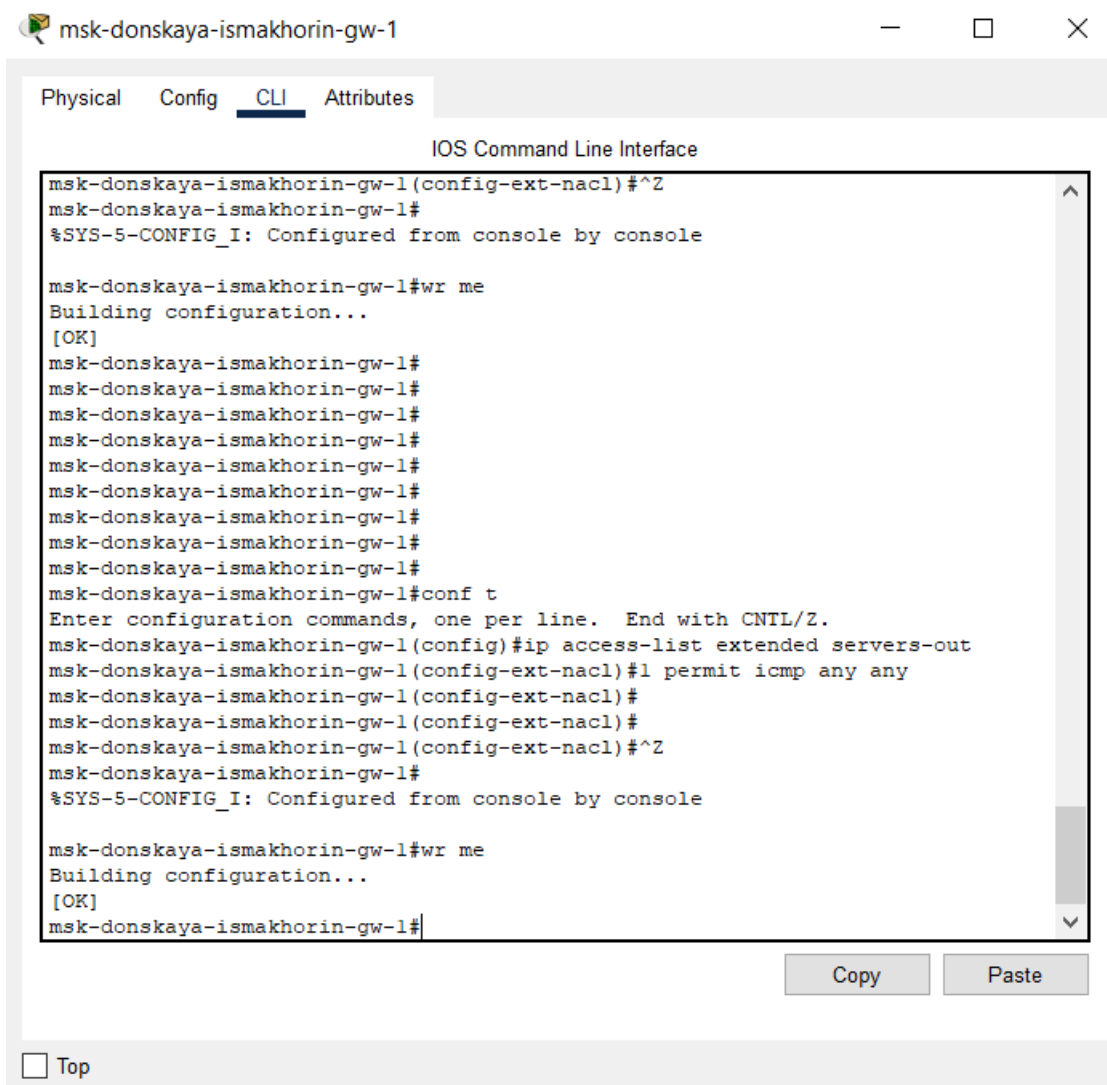 msk-donskaya-ismakhorin-gw-1
Physical Config CLI Attributes
IOS Command Line Interface
msk-donskaya-ismakhorin-gw-1(config-ext-nacl)#^Z
msk-donskaya-ismakhorin-gw-1#
%SYS-5-CONFIG_I: Configured from console by console
msk-donskaya-ismakhorin-gw-1#wr me
Building configuration...
[OK]
msk-donskaya-ismakhorin-gw-1#
msk-donskaya-ismakhorin-gw-1#
msk-donskaya-ismakhorin-gw-1#
msk-donskaya-ismakhorin-gw-1#
msk-donskaya-ismakhorin-gw-1#
msk-donskaya-ismakhorin-gw-1#
msk-donskaya-ismakhorin-gw-1#
msk-donskaya-ismakhorin-gw-1#
msk-donskaya-ismakhorin-gw-1#
msk-donskaya-ismakhorin-gw-1#conf t
Enter configuration commands, one per line.  End with CNTL/Z.
msk-donskaya-ismakhorin-gw-1(config)#ip access-list extended servers-out
msk-donskaya-ismakhorin-gw-1(config-ext-nacl)#1 permit icmp any any
msk-donskaya-ismakhorin-gw-1(config-ext-nacl)#
msk-donskaya-ismakhorin-gw-1(config-ext-nacl)#
msk-donskaya-ismakhorin-gw-1(config-ext-nacl)#^Z
msk-donskaya-ismakhorin-gw-1#
%SYS-5-CONFIG_I: Configured from console by console
msk-donskaya-ismakhorin-gw-1#wr me
Building configuration...
[OK]
msk-donskaya-ismakhorin-gw-1#
Copy Paste
Top